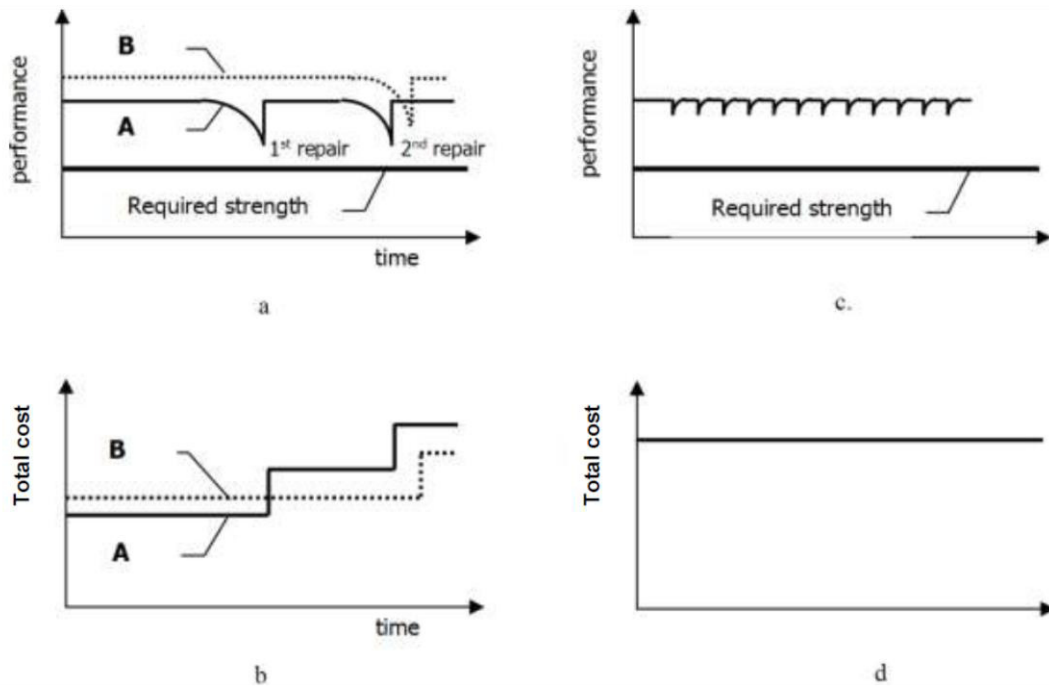 B
A
performance
1st repair
2nd repair
Required strength
time
a
performance
Required strength
c.
Total cost
B
A
time
b
Total cost
d